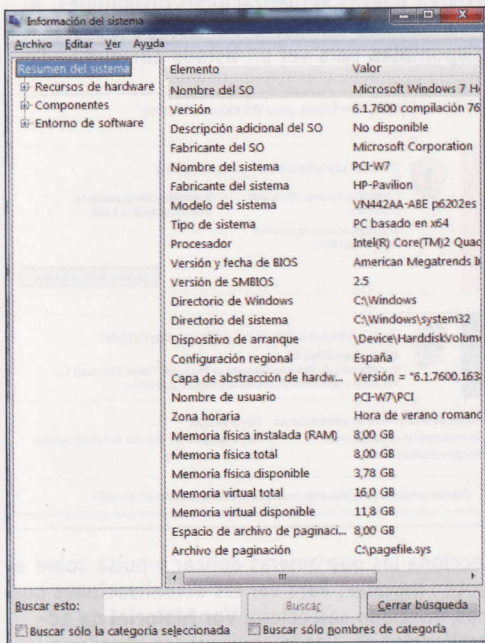 Información del sistema
Archivo Editar Ver Ayuda
Resumen del sistema
Recursos de hardware
Componentes
Entorno de software
Elemento Valor
Nombre del SO Microsoft Windows 7 H
Versión 6.1.7600 compilación 76
Descripción adicional del SO No disponible
Fabricante del SO Microsoft Corporation
Nombre del sistema PCI-W7
Fabricante del sistema HP-Pavilion
Modelo del sistema VN442AA-ABE p6202es
Tipo de sistema PC basado en x64
Procesador Intel(R) Core(TM)2 Quad
Versión y fecha de BIOS American Megatrends I
Versión de SMBIOS 2.5
Directorio de Windows C:\Windows
Directorio del sistema C:\Windows\system32
Dispositivo de arranque \Device\HarddiskVolum
Configuración regional España
Capa de abstracción de hardw... Versión = "6.1.7600.163
Nombre de usuario PCI-W7\PCI
Zona horaria Hora de verano romanc
Memoria física instalada (RAM) 8,00 GB
Memoria física total 8,00 GB
Memoria física disponible 3,78 GB
Memoria virtual total 16,0 GB
Memoria virtual disponible 11,8 GB
Espacio de archivo de paginaci... 8,00 GB
Archivo de paginación C:\pagefile.sys
Buscar esto: Buscar Cerrar búsqueda
Buscar sólo la categoría seleccionada Buscar sólo nombres de categoría